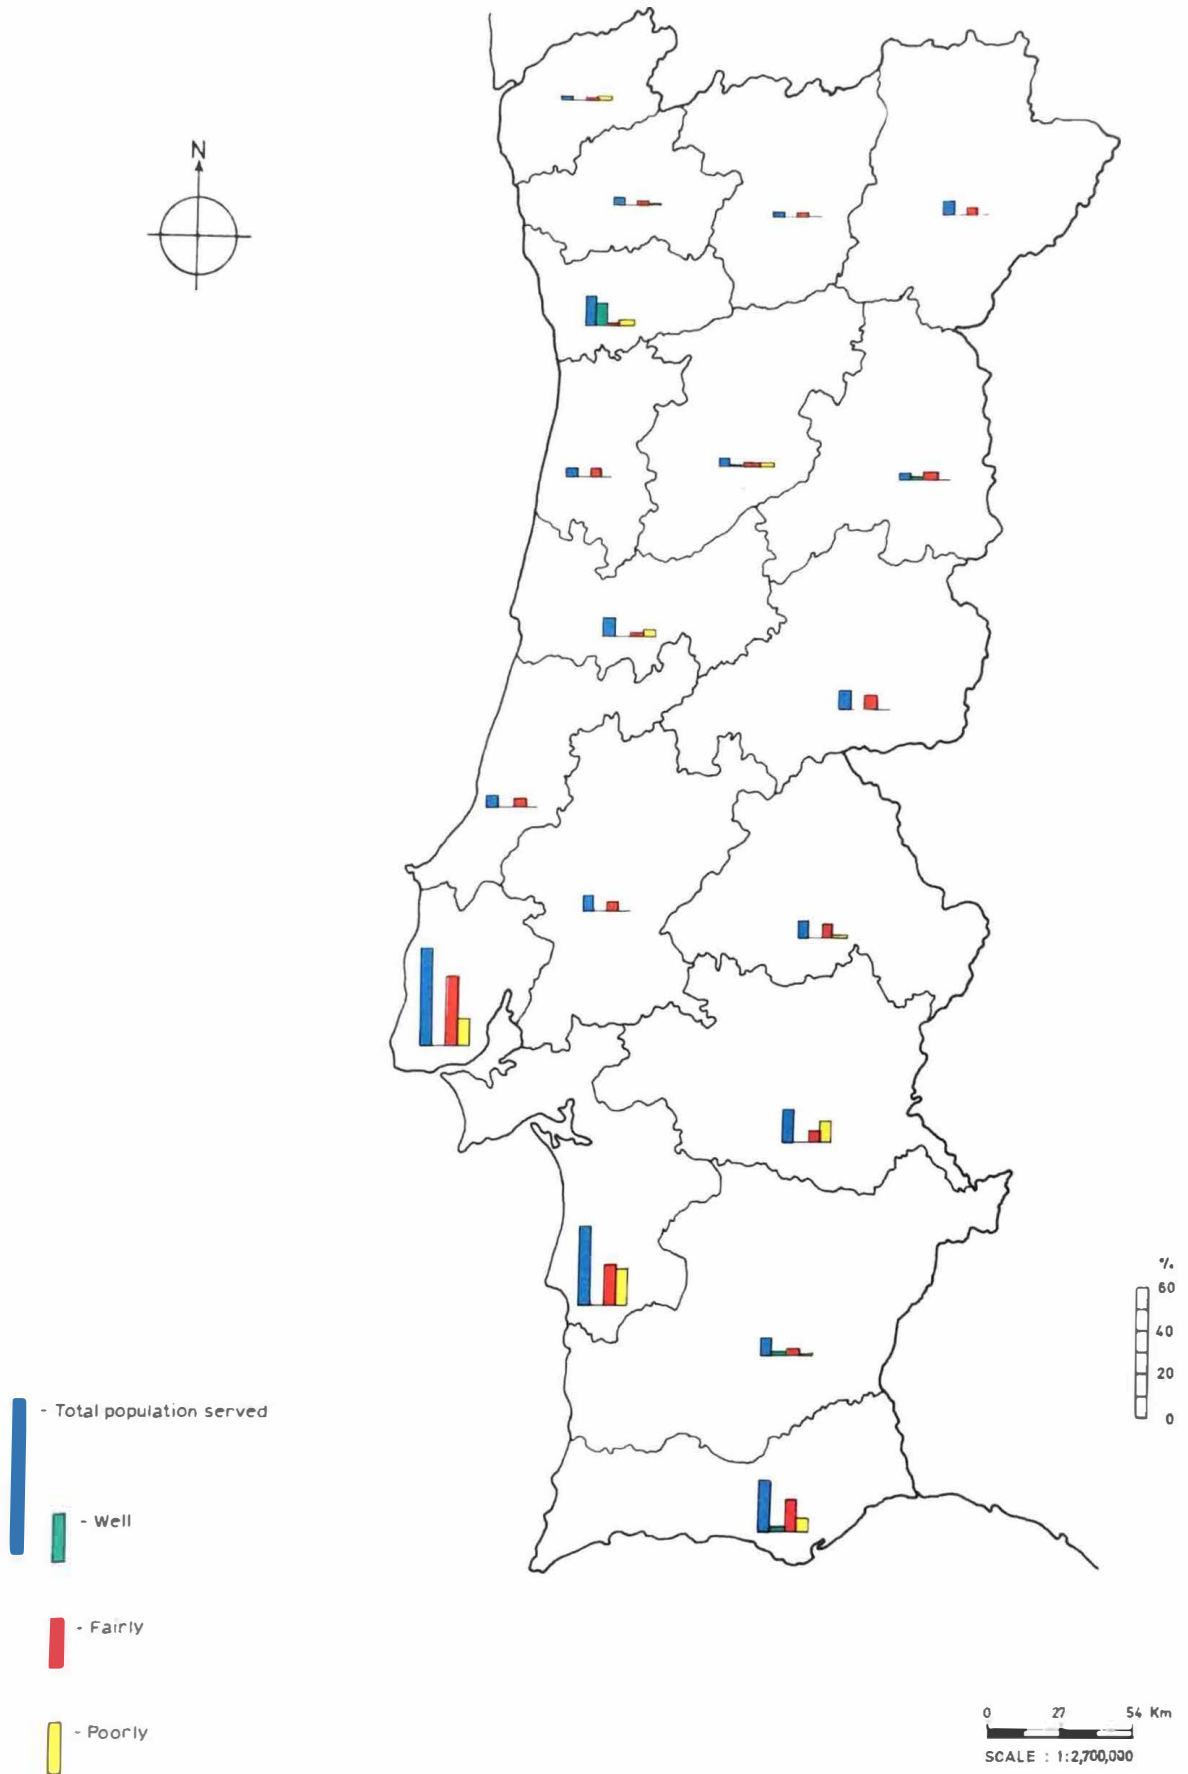 N
%.
60
40
20
0
- Total population served
- Well
- Fairly
- Poorly
0 27 54 Km
SCALE : 1:2,700,000